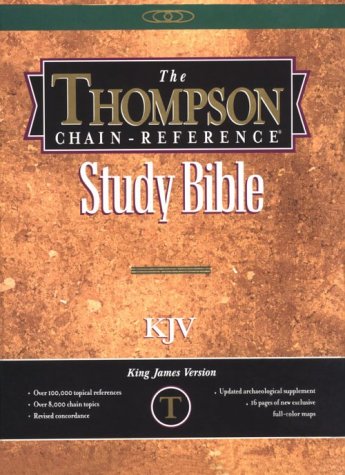 The
THOMPSON
CHAIN-REFERENCE®
Study Bible
KJV
King James Version
• Over 100,000 topical references
• Over 8,000 chain topics
• Revised concordance
T
• Updated archaeological supplement
• 16 pages of new exclusive
full-color maps